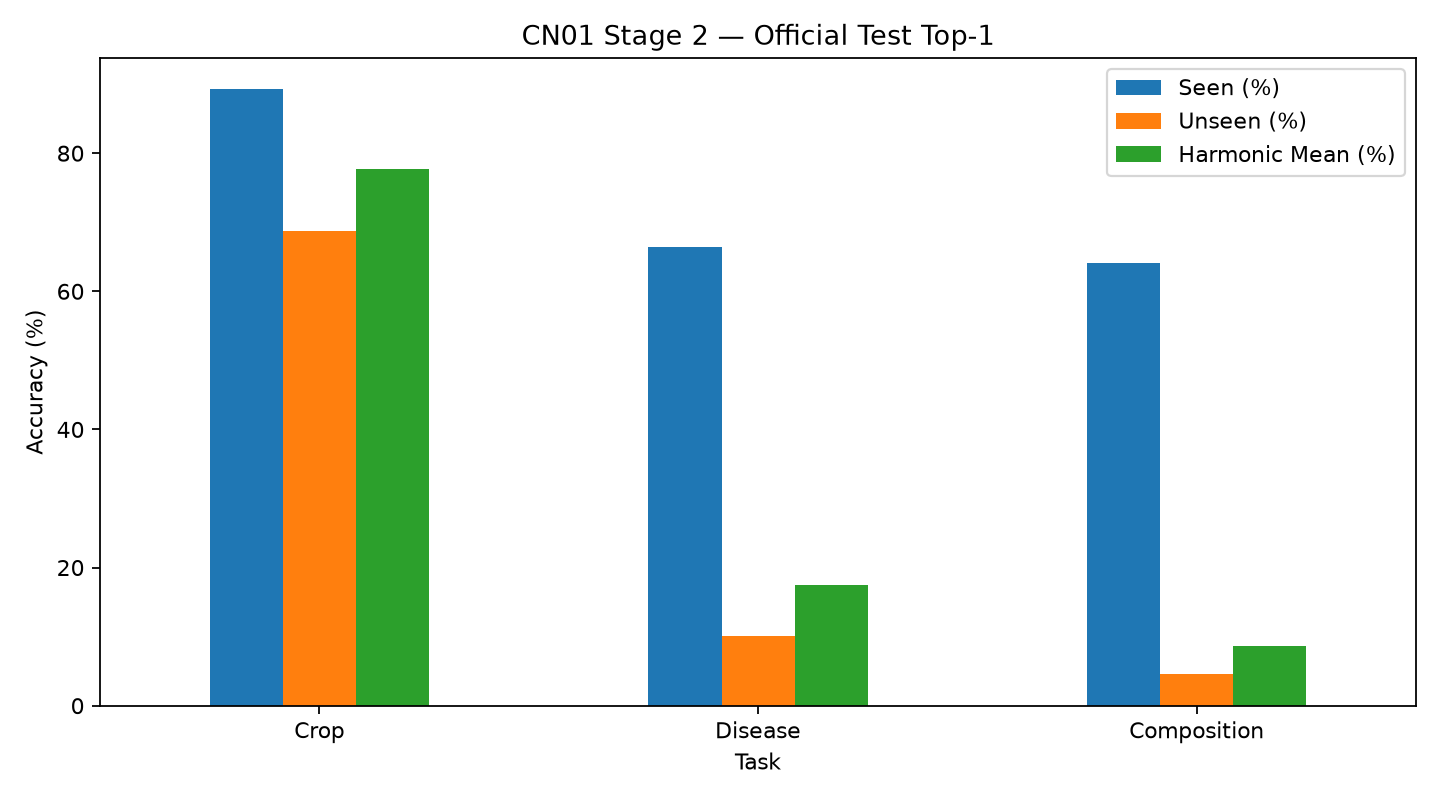 CN01 Stage 2 — Official Test Top-1
Seen (%)
Unseen (%)
Harmonic Mean (%)
Accuracy (%)
80
60
40
20
0
Crop
Disease
Composition
Task